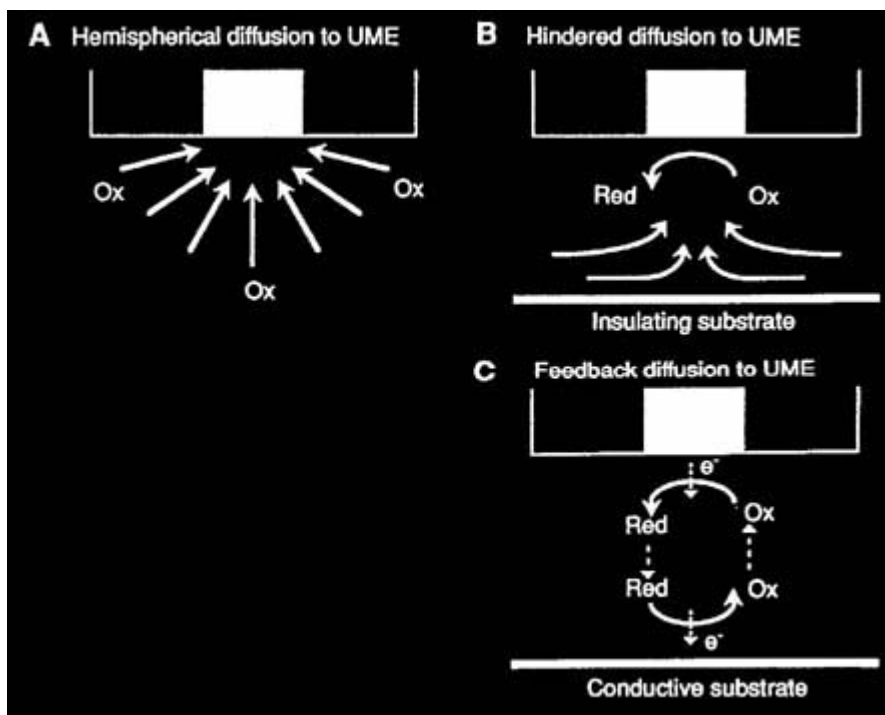 A Hemispherical diffusion to UME
Ox
Ox
Ox
B Hindered diffusion to UME
Red
Ox
Insulating substrate
C Feedback diffusion to UME
e-
Red
Ox
Red
Ox
e-
Conductive substrate